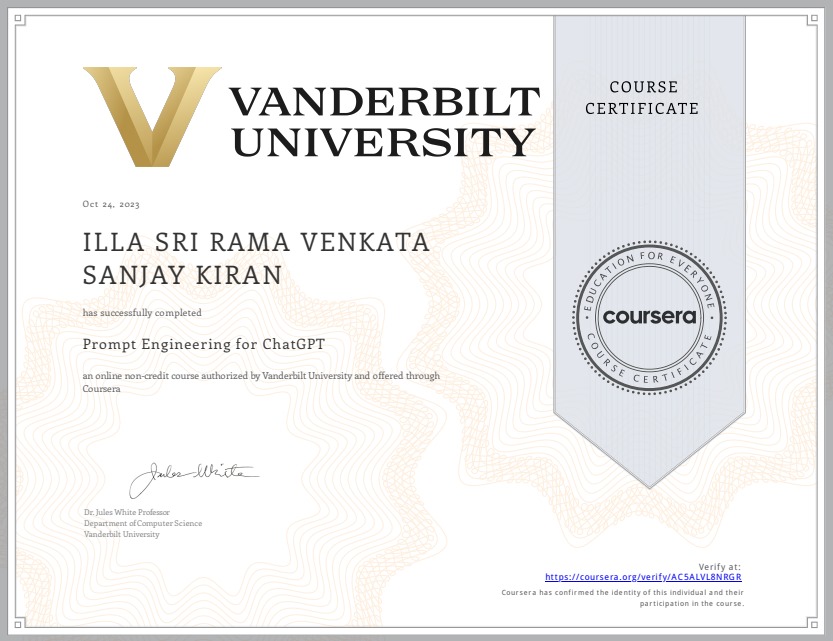 VANDERBILT
UNIVERSITY
COURSE
CERTIFICATE
Oct 24, 2023
ILLA SRI RAMA VENKATA
SANJAY KIRAN
has successfully completed
Prompt Engineering for ChatGPT
an online non-credit course authorized by Vanderbilt University and offered through
Coursera
EDUCATION FOR EVERYONE
coursera
COURSE CERTIFICATE
Jules White
Dr. Jules White Professor
Department of Computer Science
Vanderbilt University
Verify at:
https://coursera.org/verify/AC5ALVL8NRGR
Coursera has confirmed the identity of this individual and their
participation in the course.